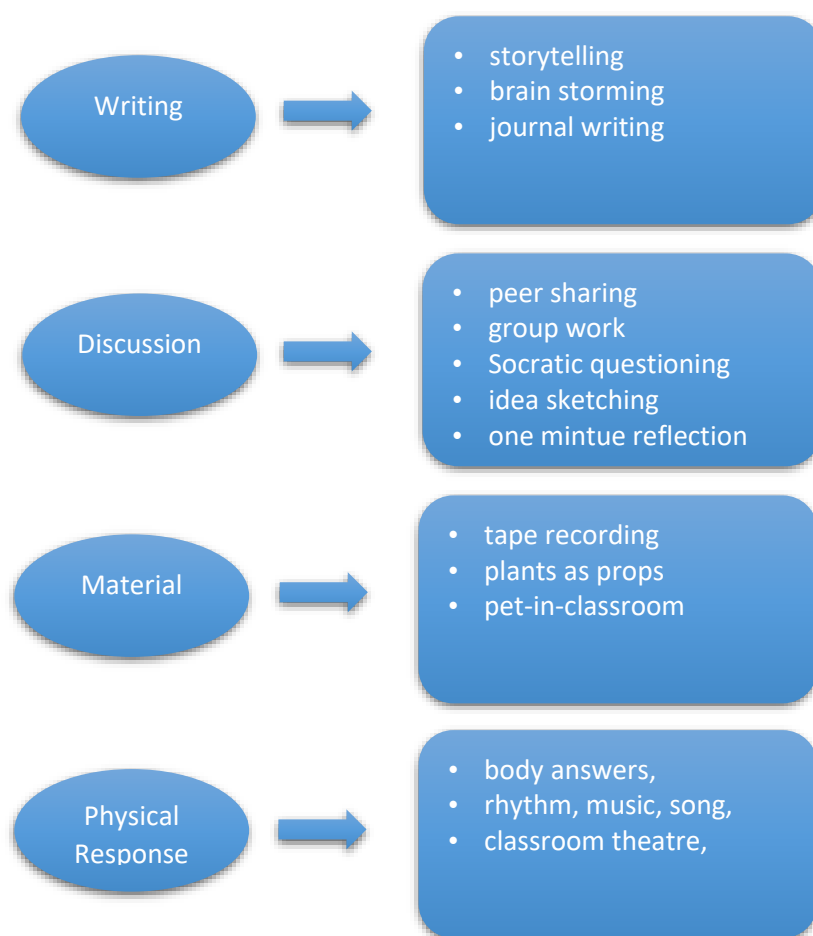 Writing
• storytelling
• brain storming
• journal writing
Discussion
• peer sharing
• group work
• Socratic questioning
• idea sketching
• one mintue reflection
Material
• tape recording
• plants as props
• pet-in-classroom
Physical
Response
• body answers,
• rhythm, music, song,
• classroom theatre,